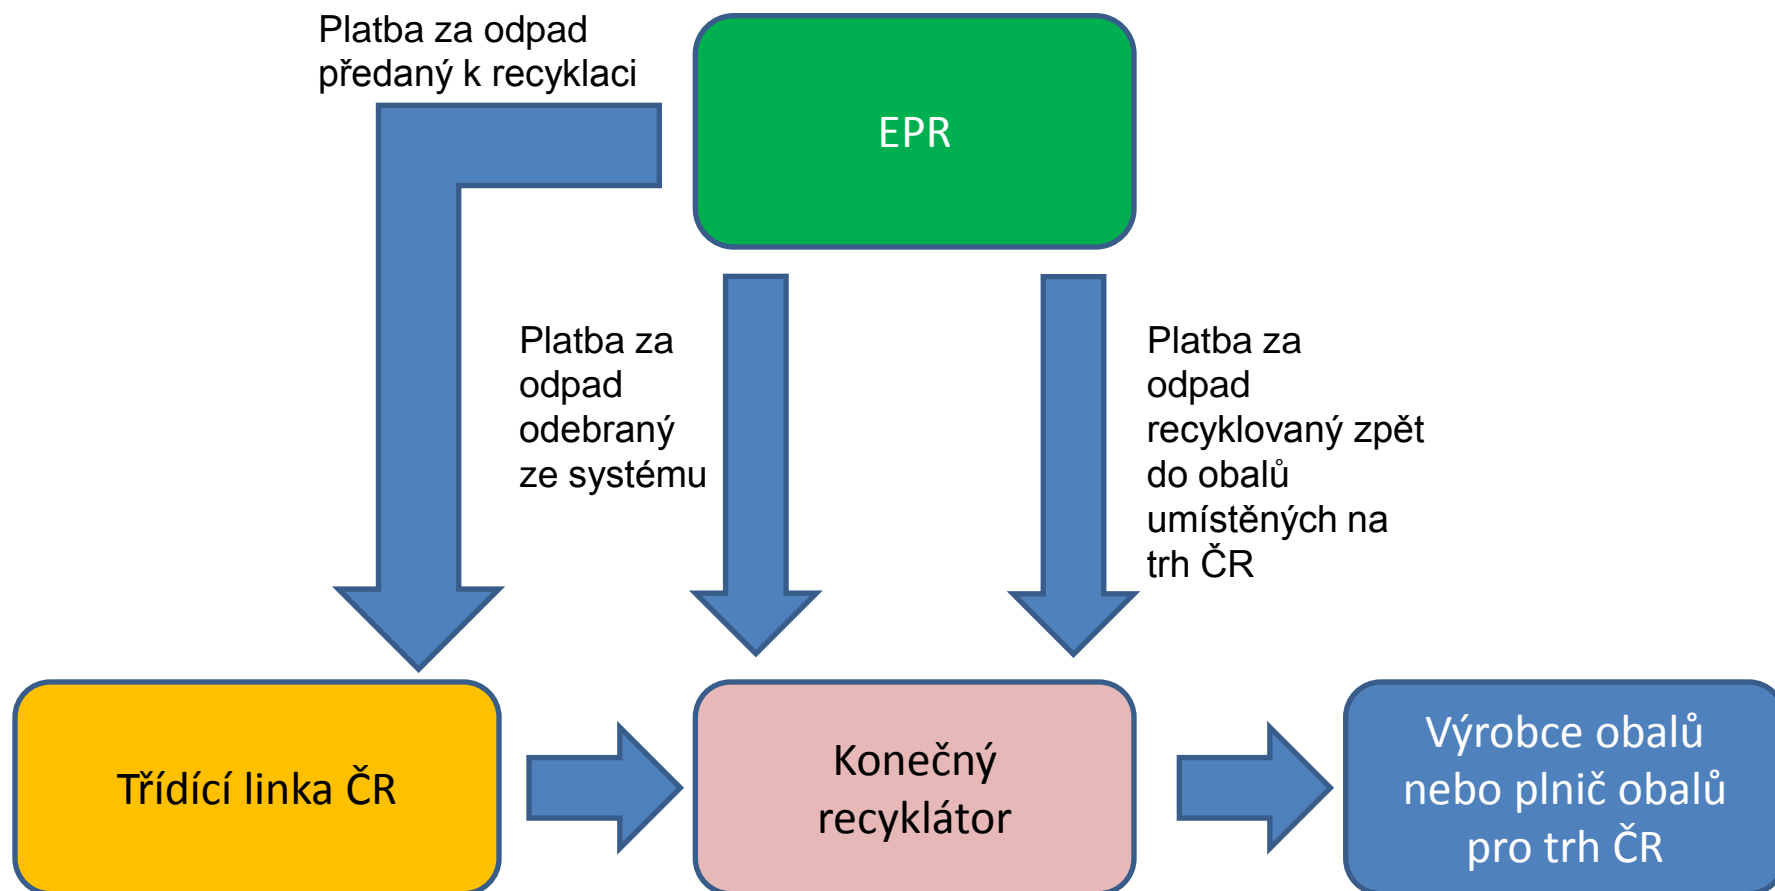 Platba za odpad
předaný k recyklaci
EPR
Platba za
odpad
odebraný
ze systému
Platba za
odpad
recyklovaný zpět
do obalů
umístěných na
trh ČR
Třídící linka ČR
Konečný
recyklátor
Výrobce obalů
nebo plnič obalů
pro trh ČR